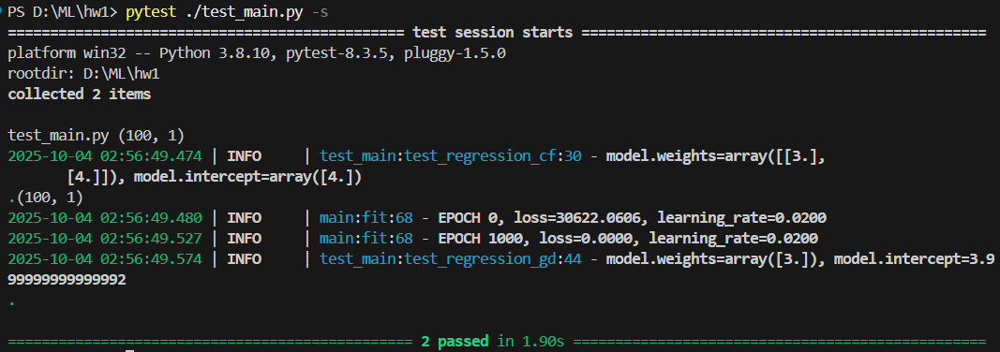 PS D:\ML\hw1> pytest ./test_main.py -s
=============================================== test session starts ================================================
platform win32 -- Python 3.8.10, pytest-8.3.5, pluggy-1.5.0
rootdir: D:\ML\hw1
collected 2 items
test_main.py (100, 1)
2025-10-04 02:56:49.474 | INFO     | test_main:test_regression_cf:30 - model.weights=array([[3.],
       [4.]]), model.intercept=array([4.])
.(100, 1)
2025-10-04 02:56:49.480 | INFO     | main:fit:68 - EPOCH 0, loss=30622.0606, learning_rate=0.0200
2025-10-04 02:56:49.527 | INFO     | main:fit:68 - EPOCH 1000, loss=0.0000, learning_rate=0.0200
2025-10-04 02:56:49.574 | INFO     | test_main:test_regression_gd:44 - model.weights=array([3.]), model.intercept=3.9
99999999999992
.
================================================ 2 passed in 1.90s =================================================